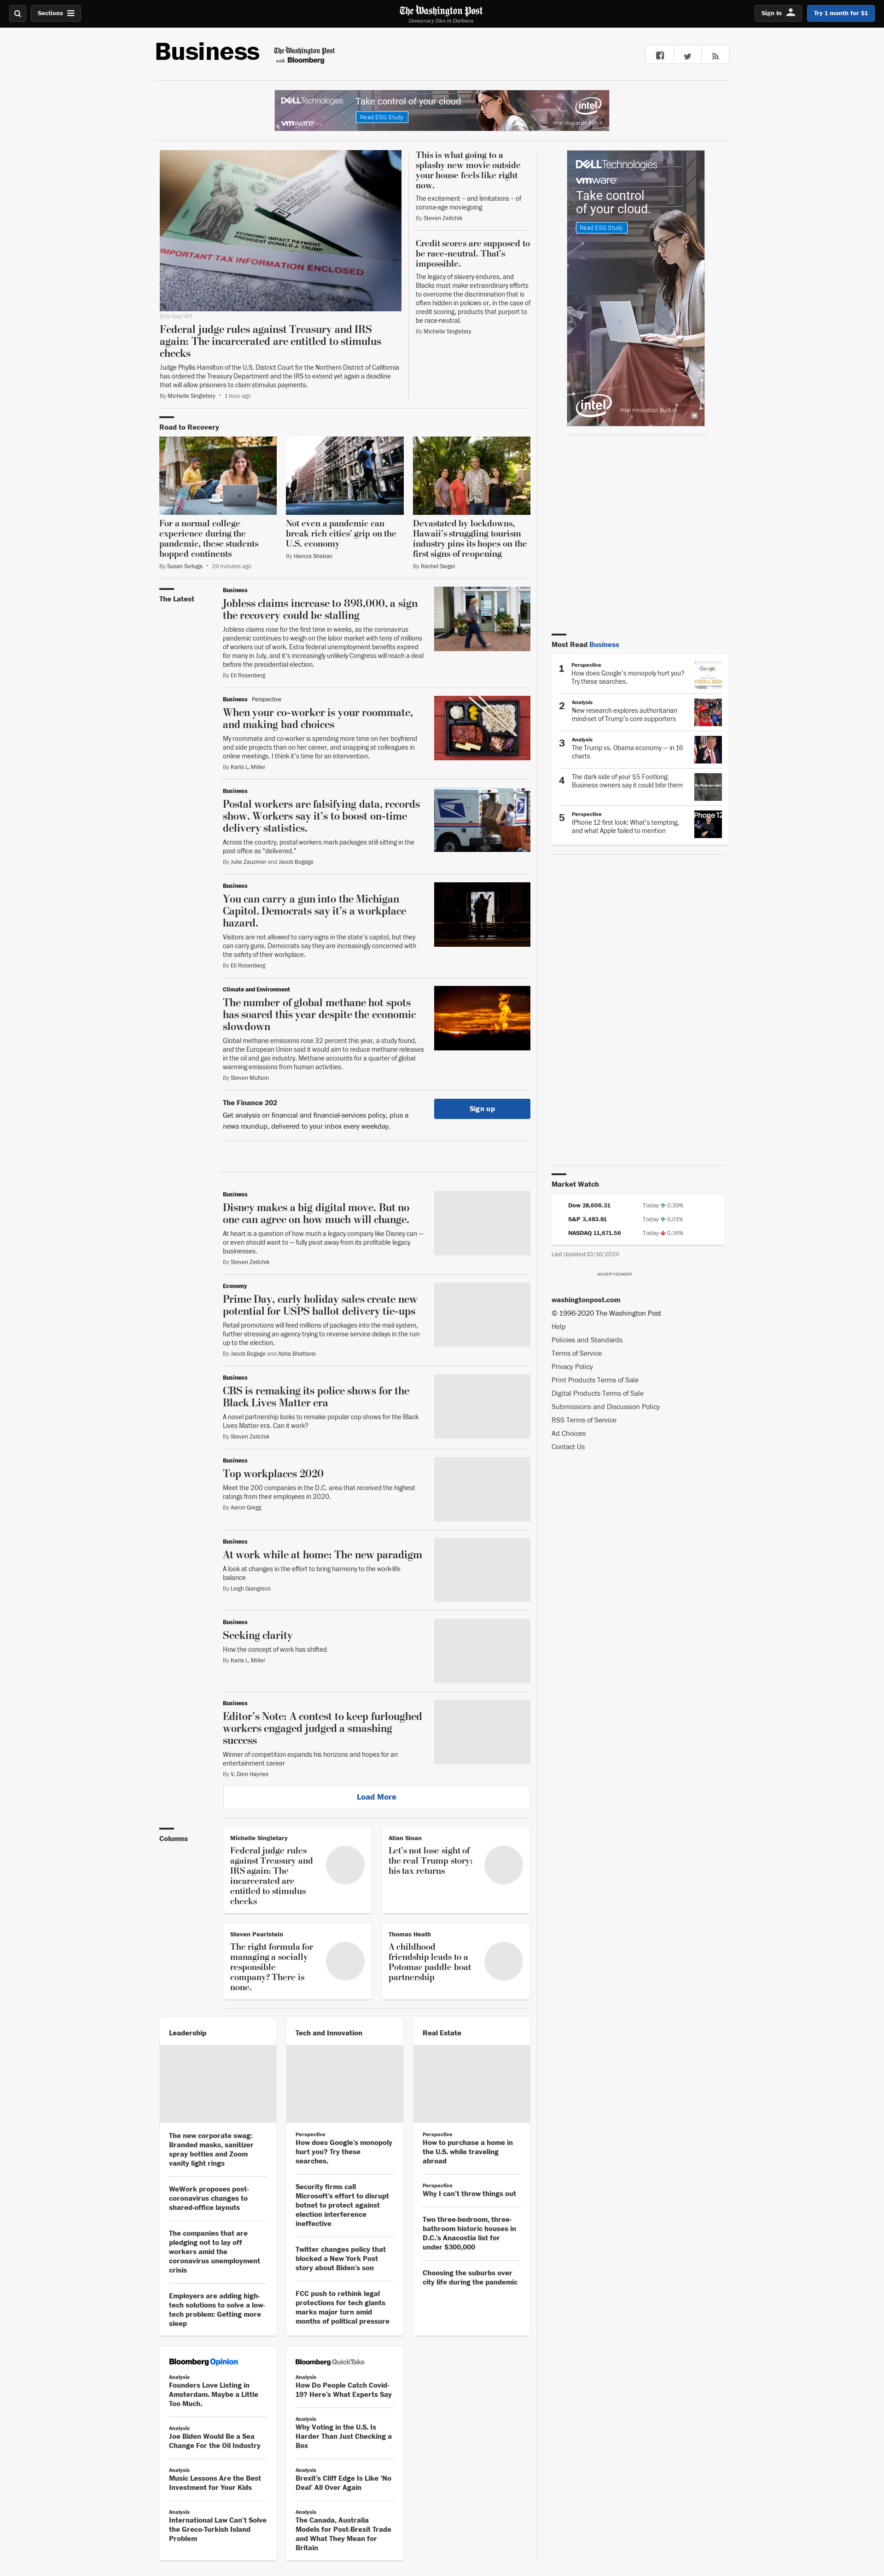 Sections
The Washington Post
Democracy Dies in Darkness
Sign In
Try 1 month for $1
Business
The Washington Post
with Bloomberg
DELLTechnologies
vmware
Take control of your cloud.
Read ESG Study
intel
DELLTechnologies
vmware
Take control
of your cloud.
Read ESG Study
intel
Intel Innovation Built-in
ECONOMIC IMPACT PAYMENT
PRESIDENT DONALD J. TRUMP
IMPORTANT TAX INFORMATION ENCLOSED
(Eric Gay/AP)
Federal judge rules against Treasury and IRS
again: The incarcerated are entitled to stimulus
checks
Judge Phyllis Hamilton of the U.S. District Court for the Northern District of California
has ordered the Treasury Department and the IRS to extend yet again a deadline
that will allow prisoners to claim stimulus payments.
By Michelle Singletary • 1 hour ago
This is what going to a
splashy new movie outside
your house feels like right
now.
The excitement – and limitations – of
corona-age moviegoing
By Steven Zeitchik
Credit scores are supposed to
be race-neutral. That's
impossible.
The legacy of slavery endures, and
Blacks must make extraordinary efforts
to overcome the discrimination that is
often hidden in policies or, in the case of
credit scoring, products that purport to
be race-neutral.
By Michelle Singletary
Road to Recovery
For a normal college
experience during the
pandemic, these students
hopped continents
By Susan Svrluga • 29 minutes ago
Not even a pandemic can
break rich cities' grip on the
U.S. economy
By Hamza Shaban
Devastated by lockdowns,
Hawaii's struggling tourism
industry pins its hopes on the
first signs of reopening
By Rachel Siegel
The Latest
Business
Jobless claims increase to 898,000, a sign
the recovery could be stalling
Jobless claims rose for the first time in weeks, as the coronavirus
pandemic continues to weigh on the labor market with tens of millions
of workers out of work. Extra federal unemployment benefits expired
for many in July, and it's increasingly unlikely Congress will reach a deal
before the presidential election.
By Eli Rosenberg
Business Perspective
When your co-worker is your roommate,
and making bad choices
My roommate and co-worker is spending more time on her boyfriend
and side projects than on her career, and snapping at colleagues in
online meetings. I think it's time for an intervention.
By Karla L. Miller
Business
Postal workers are falsifying data, records
show. Workers say it's to boost on-time
delivery statistics.
Across the country, postal workers mark packages still sitting in the
post office as "delivered."
By Julie Zauzmer and Jacob Bogage
Business
You can carry a gun into the Michigan
Capitol. Democrats say it's a workplace
hazard.
Visitors are not allowed to carry signs in the state's capitol, but they
can carry guns. Democrats say they are increasingly concerned with
the safety of their workplace.
By Eli Rosenberg
Climate and Environment
The number of global methane hot spots
has soared this year despite the economic
slowdown
Global methane emissions rose 32 percent this year, a study found,
and the European Union said it would aim to reduce methane releases
in the oil and gas industry. Methane accounts for a quarter of global
warming emissions from human activities.
By Steven Mufson
The Finance 202
Get analysis on financial and financial-services policy, plus a
news roundup, delivered to your inbox every weekday.
Sign up
Business
Disney makes a big digital move. But no
one can agree on how much will change.
At heart is a question of how much a legacy company like Disney can —
or even should want to — fully pivot away from its profitable legacy
businesses.
By Steven Zeitchik
Economy
Prime Day, early holiday sales create new
potential for USPS ballot delivery tie-ups
Retail promotions will feed millions of packages into the mail system,
further stressing an agency trying to reverse service delays in the run-
up to the election.
By Jacob Bogage and Abha Bhattarai
Business
CBS is remaking its police shows for the
Black Lives Matter era
A novel partnership looks to remake popular cop shows for the Black
Lives Matter era. Can it work?
By Steven Zeitchik
Business
Top workplaces 2020
Meet the 200 companies in the D.C. area that received the highest
ratings from their employees in 2020.
By Aaron Gregg
Business
At work while at home: The new paradigm
A look at changes in the effort to bring harmony to the work-life
balance
By Leigh Giangreco
Business
Seeking clarity
How the concept of work has shifted
By Karla L. Miller
Business
Editor's Note: A contest to keep furloughed
workers engaged judged a smashing
success
Winner of competition expands his horizons and hopes for an
entertainment career
By V. Dion Haynes
Load More
Most Read Business
1
Perspective
How does Google's monopoly hurt you?
Try these searches.
Google
2
Analysis
New research explores authoritarian
mind-set of Trump's core supporters
3
Analysis
The Trump vs. Obama economy — in 16
charts
4
The dark side of your $5 Footlong:
Business owners say it could bite them
The Washington Post
5
Perspective
iPhone 12 first look: What's tempting,
and what Apple failed to mention
Phone 12
Market Watch
Dow 28,606.31 Today 0.39%
S&P 3,483.81 Today 0.01%
NASDAQ 11,671.56 Today 0.36%
Last Updated:10/16/2020
ADVERTISEMENT
washingtonpost.com
© 1996-2020 The Washington Post
Help
Policies and Standards
Terms of Service
Privacy Policy
Print Products Terms of Sale
Digital Products Terms of Sale
Submissions and Discussion Policy
RSS Terms of Service
Ad Choices
Contact Us
Columns
Michelle Singletary
Federal judge rules
against Treasury and
IRS again: The
incarcerated are
entitled to stimulus
checks
Allan Sloan
Let's not lose sight of
the real Trump story:
his tax returns
Steven Pearlstein
The right formula for
managing a socially
responsible
company? There is
none.
Thomas Heath
A childhood
friendship leads to a
Potomac paddle boat
partnership
Leadership
The new corporate swag:
Branded masks, sanitizer
spray bottles and Zoom
vanity light rings
WeWork proposes post-
coronavirus changes to
shared-office layouts
The companies that are
pledging not to lay off
workers amid the
coronavirus unemployment
crisis
Employers are adding high-
tech solutions to solve a low-
tech problem: Getting more
sleep
Tech and Innovation
Perspective
How does Google's monopoly
hurt you? Try these
searches.
Security firms call
Microsoft's effort to disrupt
botnet to protect against
election interference
ineffective
Twitter changes policy that
blocked a New York Post
story about Biden's son
FCC push to rethink legal
protections for tech giants
marks major turn amid
months of political pressure
Real Estate
Perspective
How to purchase a home in
the U.S. while traveling
abroad
Perspective
Why I can't throw things out
Two three-bedroom, three-
bathroom historic houses in
D.C.'s Anacostia list for
under $300,000
Choosing the suburbs over
city life during the pandemic
Bloomberg Opinion
Analysis
Founders Love Listing in
Amsterdam. Maybe a Little
Too Much.
Analysis
Joe Biden Would Be a Sea
Change For the Oil Industry
Analysis
Music Lessons Are the Best
Investment for Your Kids
Analysis
International Law Can't Solve
the Greco-Turkish Island
Problem
Bloomberg QuickTake
Analysis
How Do People Catch Covid-
19? Here's What Experts Say
Analysis
Why Voting in the U.S. Is
Harder Than Just Checking a
Box
Analysis
Brexit's Cliff Edge Is Like 'No
Deal' All Over Again
Analysis
The Canada, Australia
Models for Post-Brexit Trade
and What They Mean for
Britain